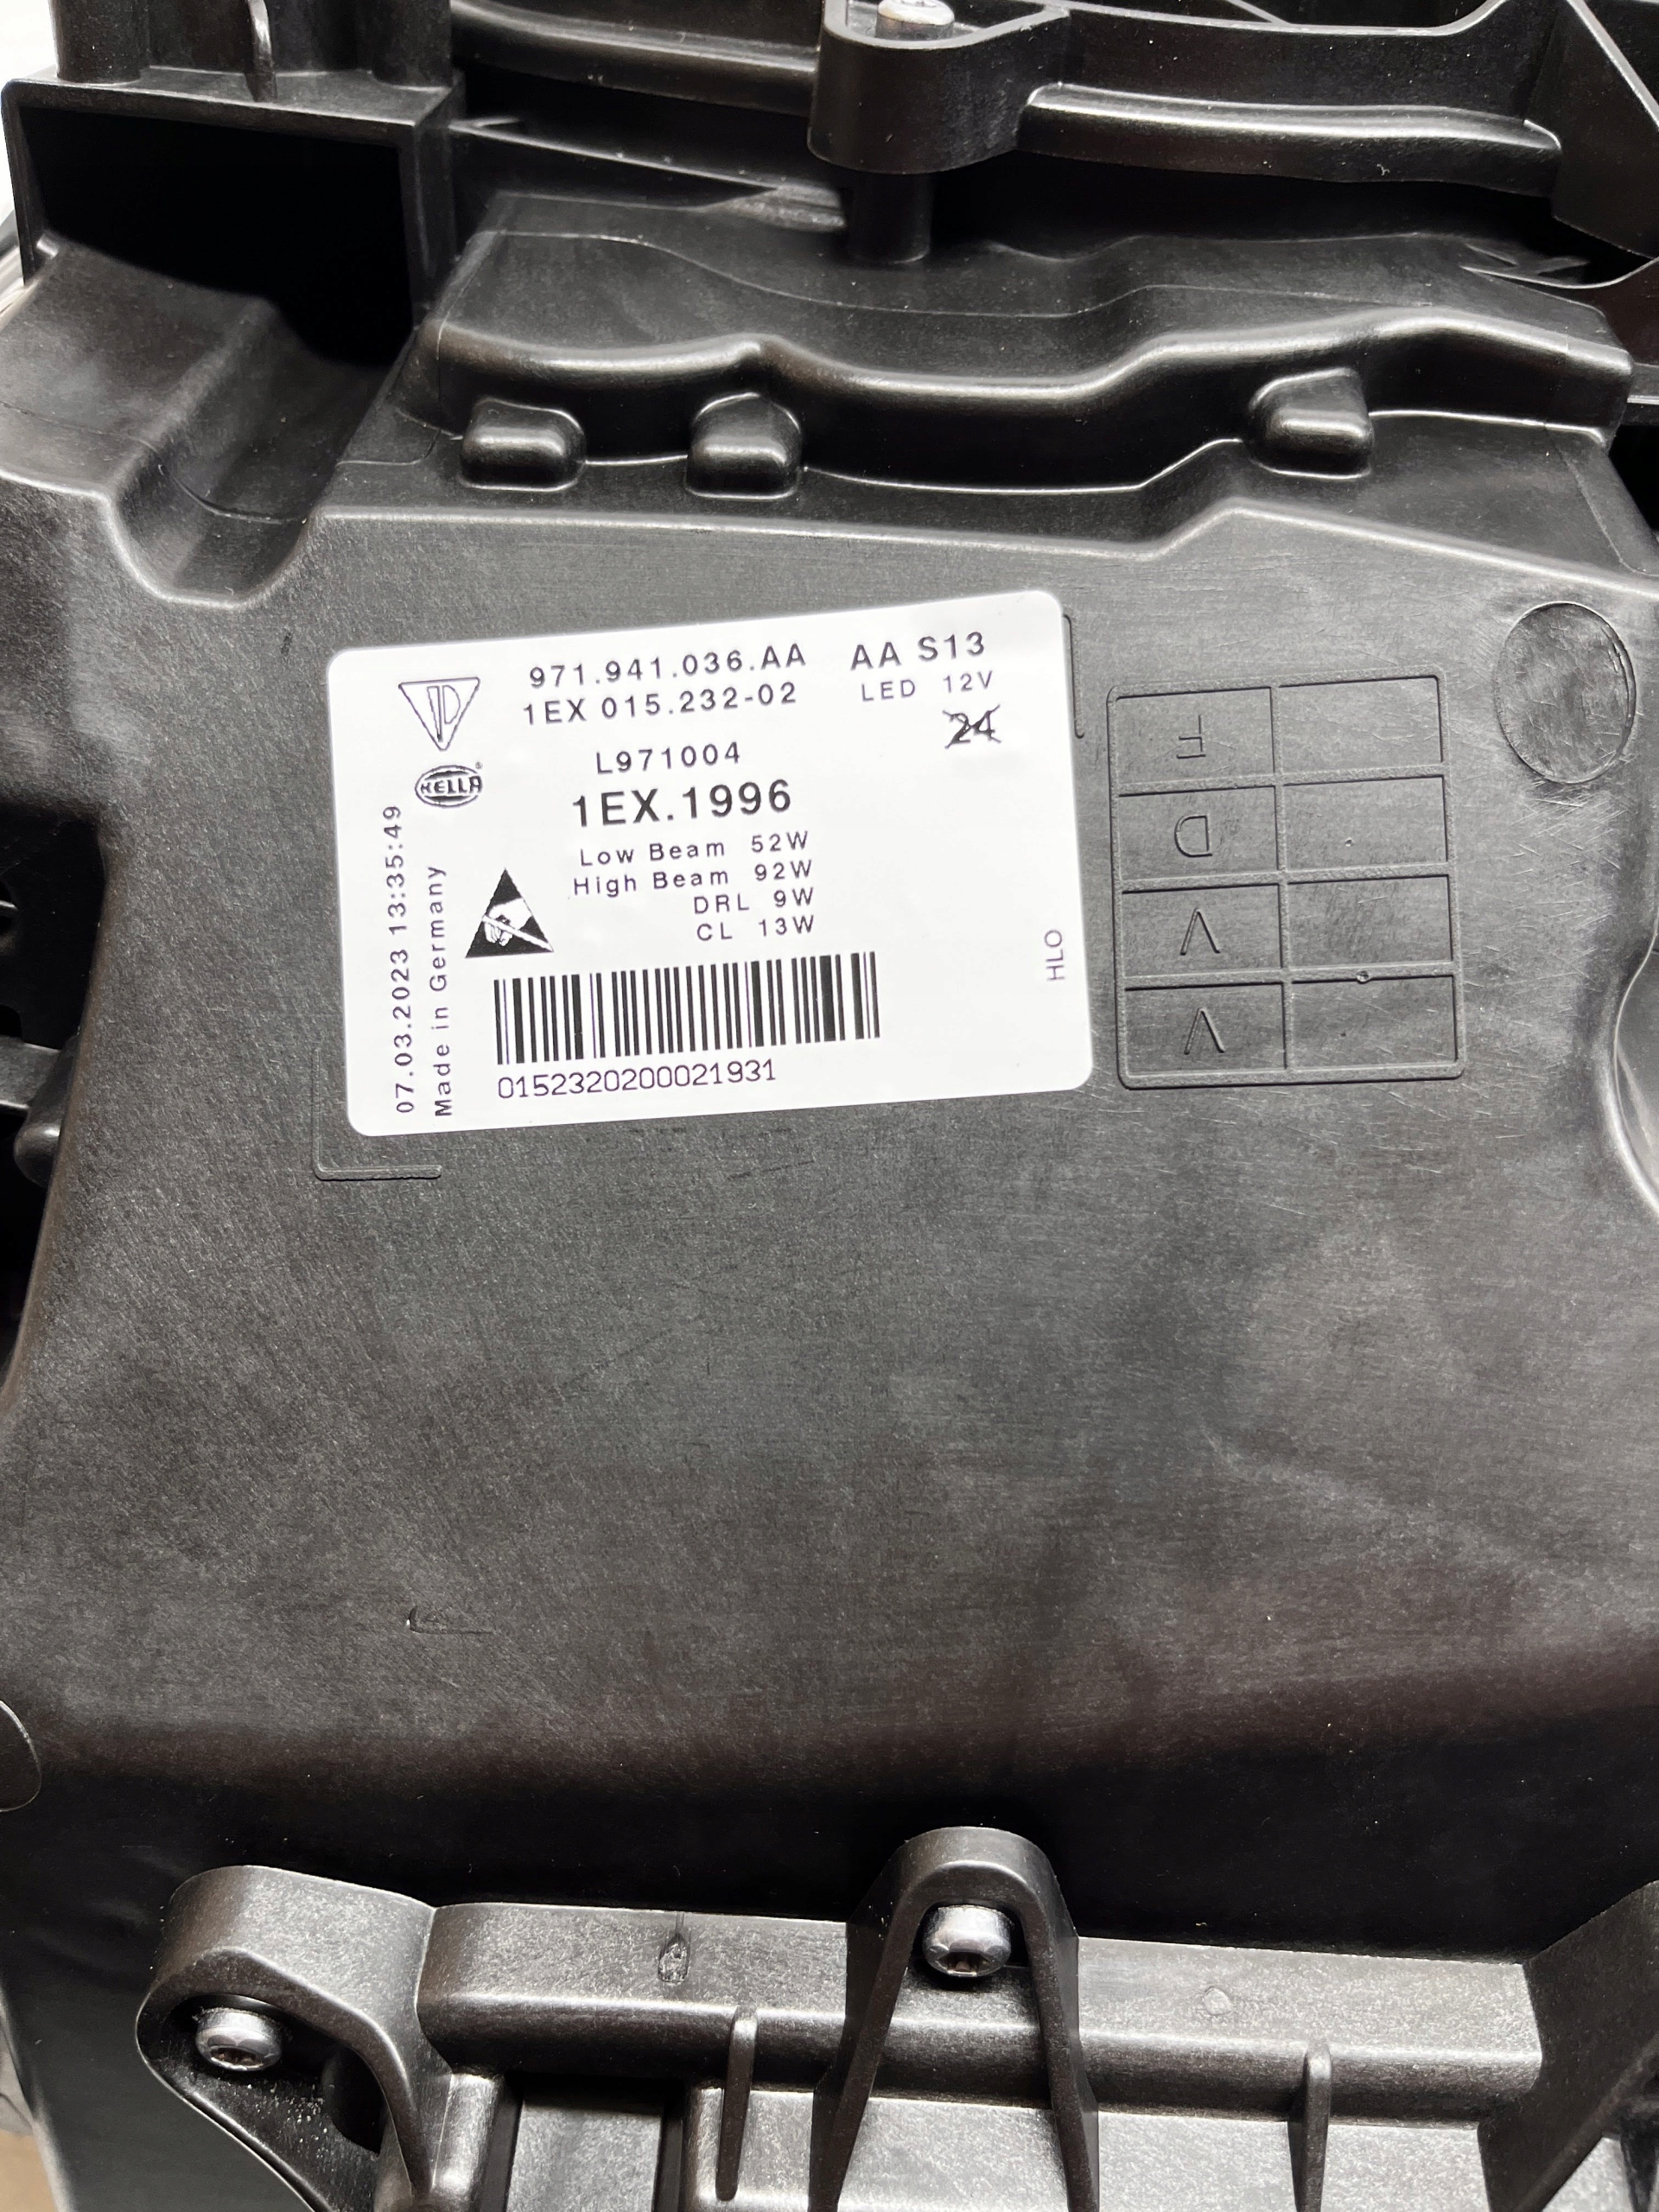 971.941.036.AA AA S13
1EX 015.232-02 LED 12V
24
L971004
HELLA
1EX.1996
Low Beam 52W
High Beam 92W
DRL 9W
CL 13W
HLO
07.03.2023 13:35:49
Made in Germany
0152320200021931
F
D
V
V